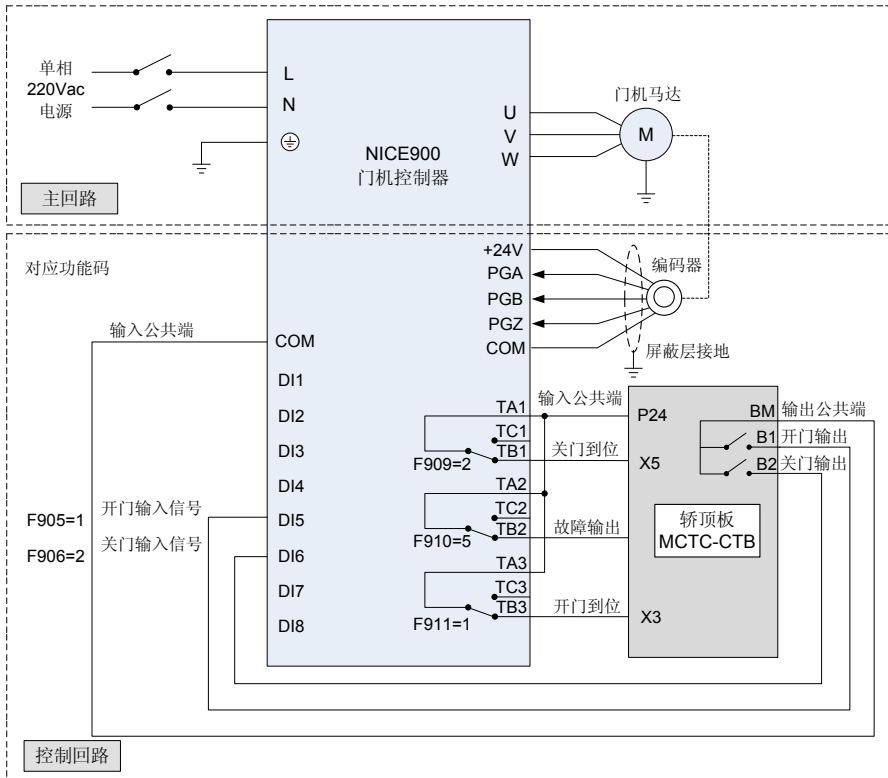 单相
220Vac
电源
L
N
NICE900
门机控制器
U
V
W
门机马达
M
主回路
对应功能码
+24V
PGA
PGB
PGZ
COM
编码器
屏蔽层接地
输入公共端
COM
DI1
DI2
DI3
DI4
DI5
DI6
DI7
DI8
F905=1
开门输入信号
F906=2
关门输入信号
TA1
TC1
TB1
F909=2
TA2
TC2
TB2
F910=5
TA3
TC3
TB3
F911=1
输入公共端
关门到位
故障输出
开门到位
P24
X5
X3
BM
输出公共端
B1
开门输出
B2
关门输出
轿顶板
MCTC-CTB
控制回路